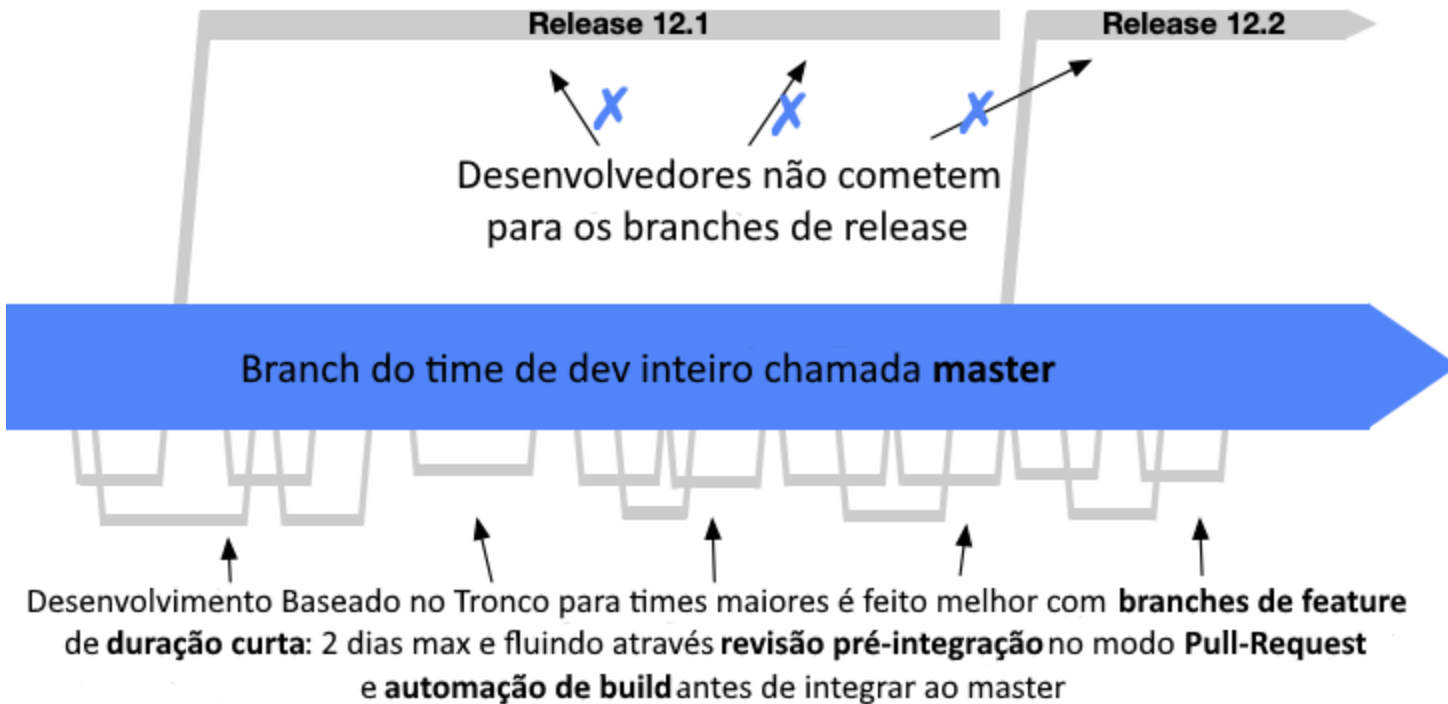 Release 12.1
Release 12.2
Desenvolvedores não cometem
para os branches de release
Branch do time de dev inteiro chamada master
Desenvolvimento Baseado no Tronco para times maiores é feito melhor com branches de feature
de duração curta: 2 dias max e fluindo através revisão pré-integração no modo Pull-Request
e automação de build antes de integrar ao master